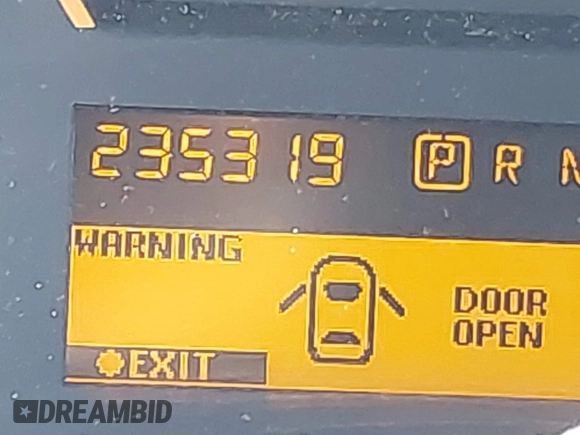 235319 P R N
WARNING
DOOR
OPEN
EXIT
DREAMBID